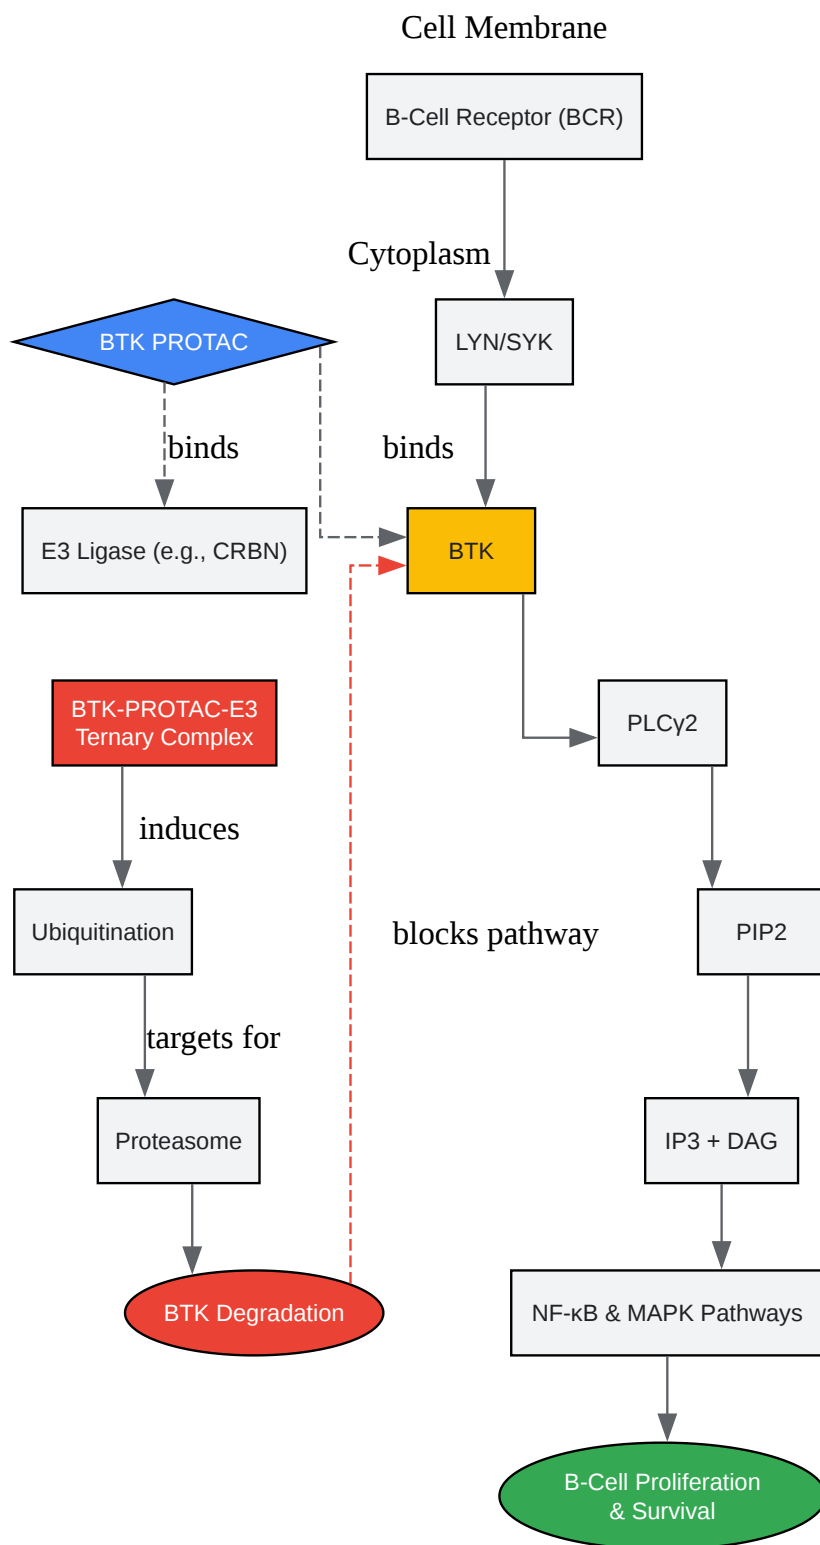 Cell Membrane
B-Cell Receptor (BCR)
Cytoplasm
BTK PROTAC
LYN/SYK
binds
binds
E3 Ligase (e.g., CRBN)
BTK
BTK-PROTAC-E3
Ternary Complex
PLCγ2
induces
Ubiquitination
blocks pathway
PIP2
targets for
Proteasome
IP3 + DAG
BTK Degradation
NF-κB & MAPK Pathways
B-Cell Proliferation
& Survival